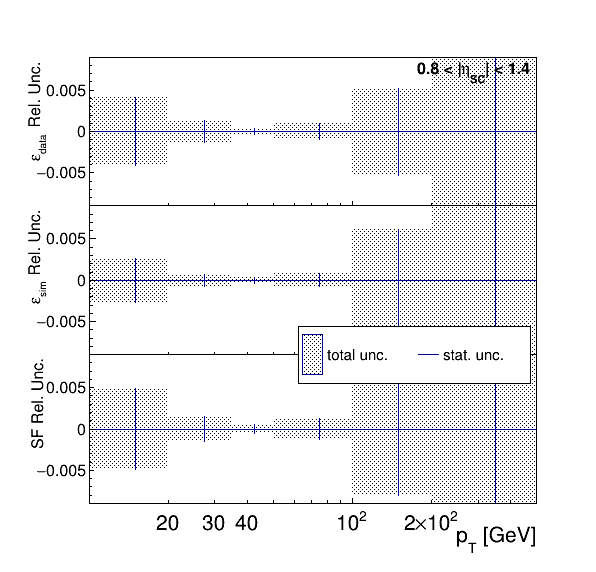 0.8 < |η_SC| < 1.4
ε_data Rel. Unc.
0.005
0
−0.005
ε_sim Rel. Unc.
0.005
0
−0.005
total unc.
stat. unc.
SF Rel. Unc.
0.005
0
−0.005
20 30 40 10² 2×10²
p_T [GeV]